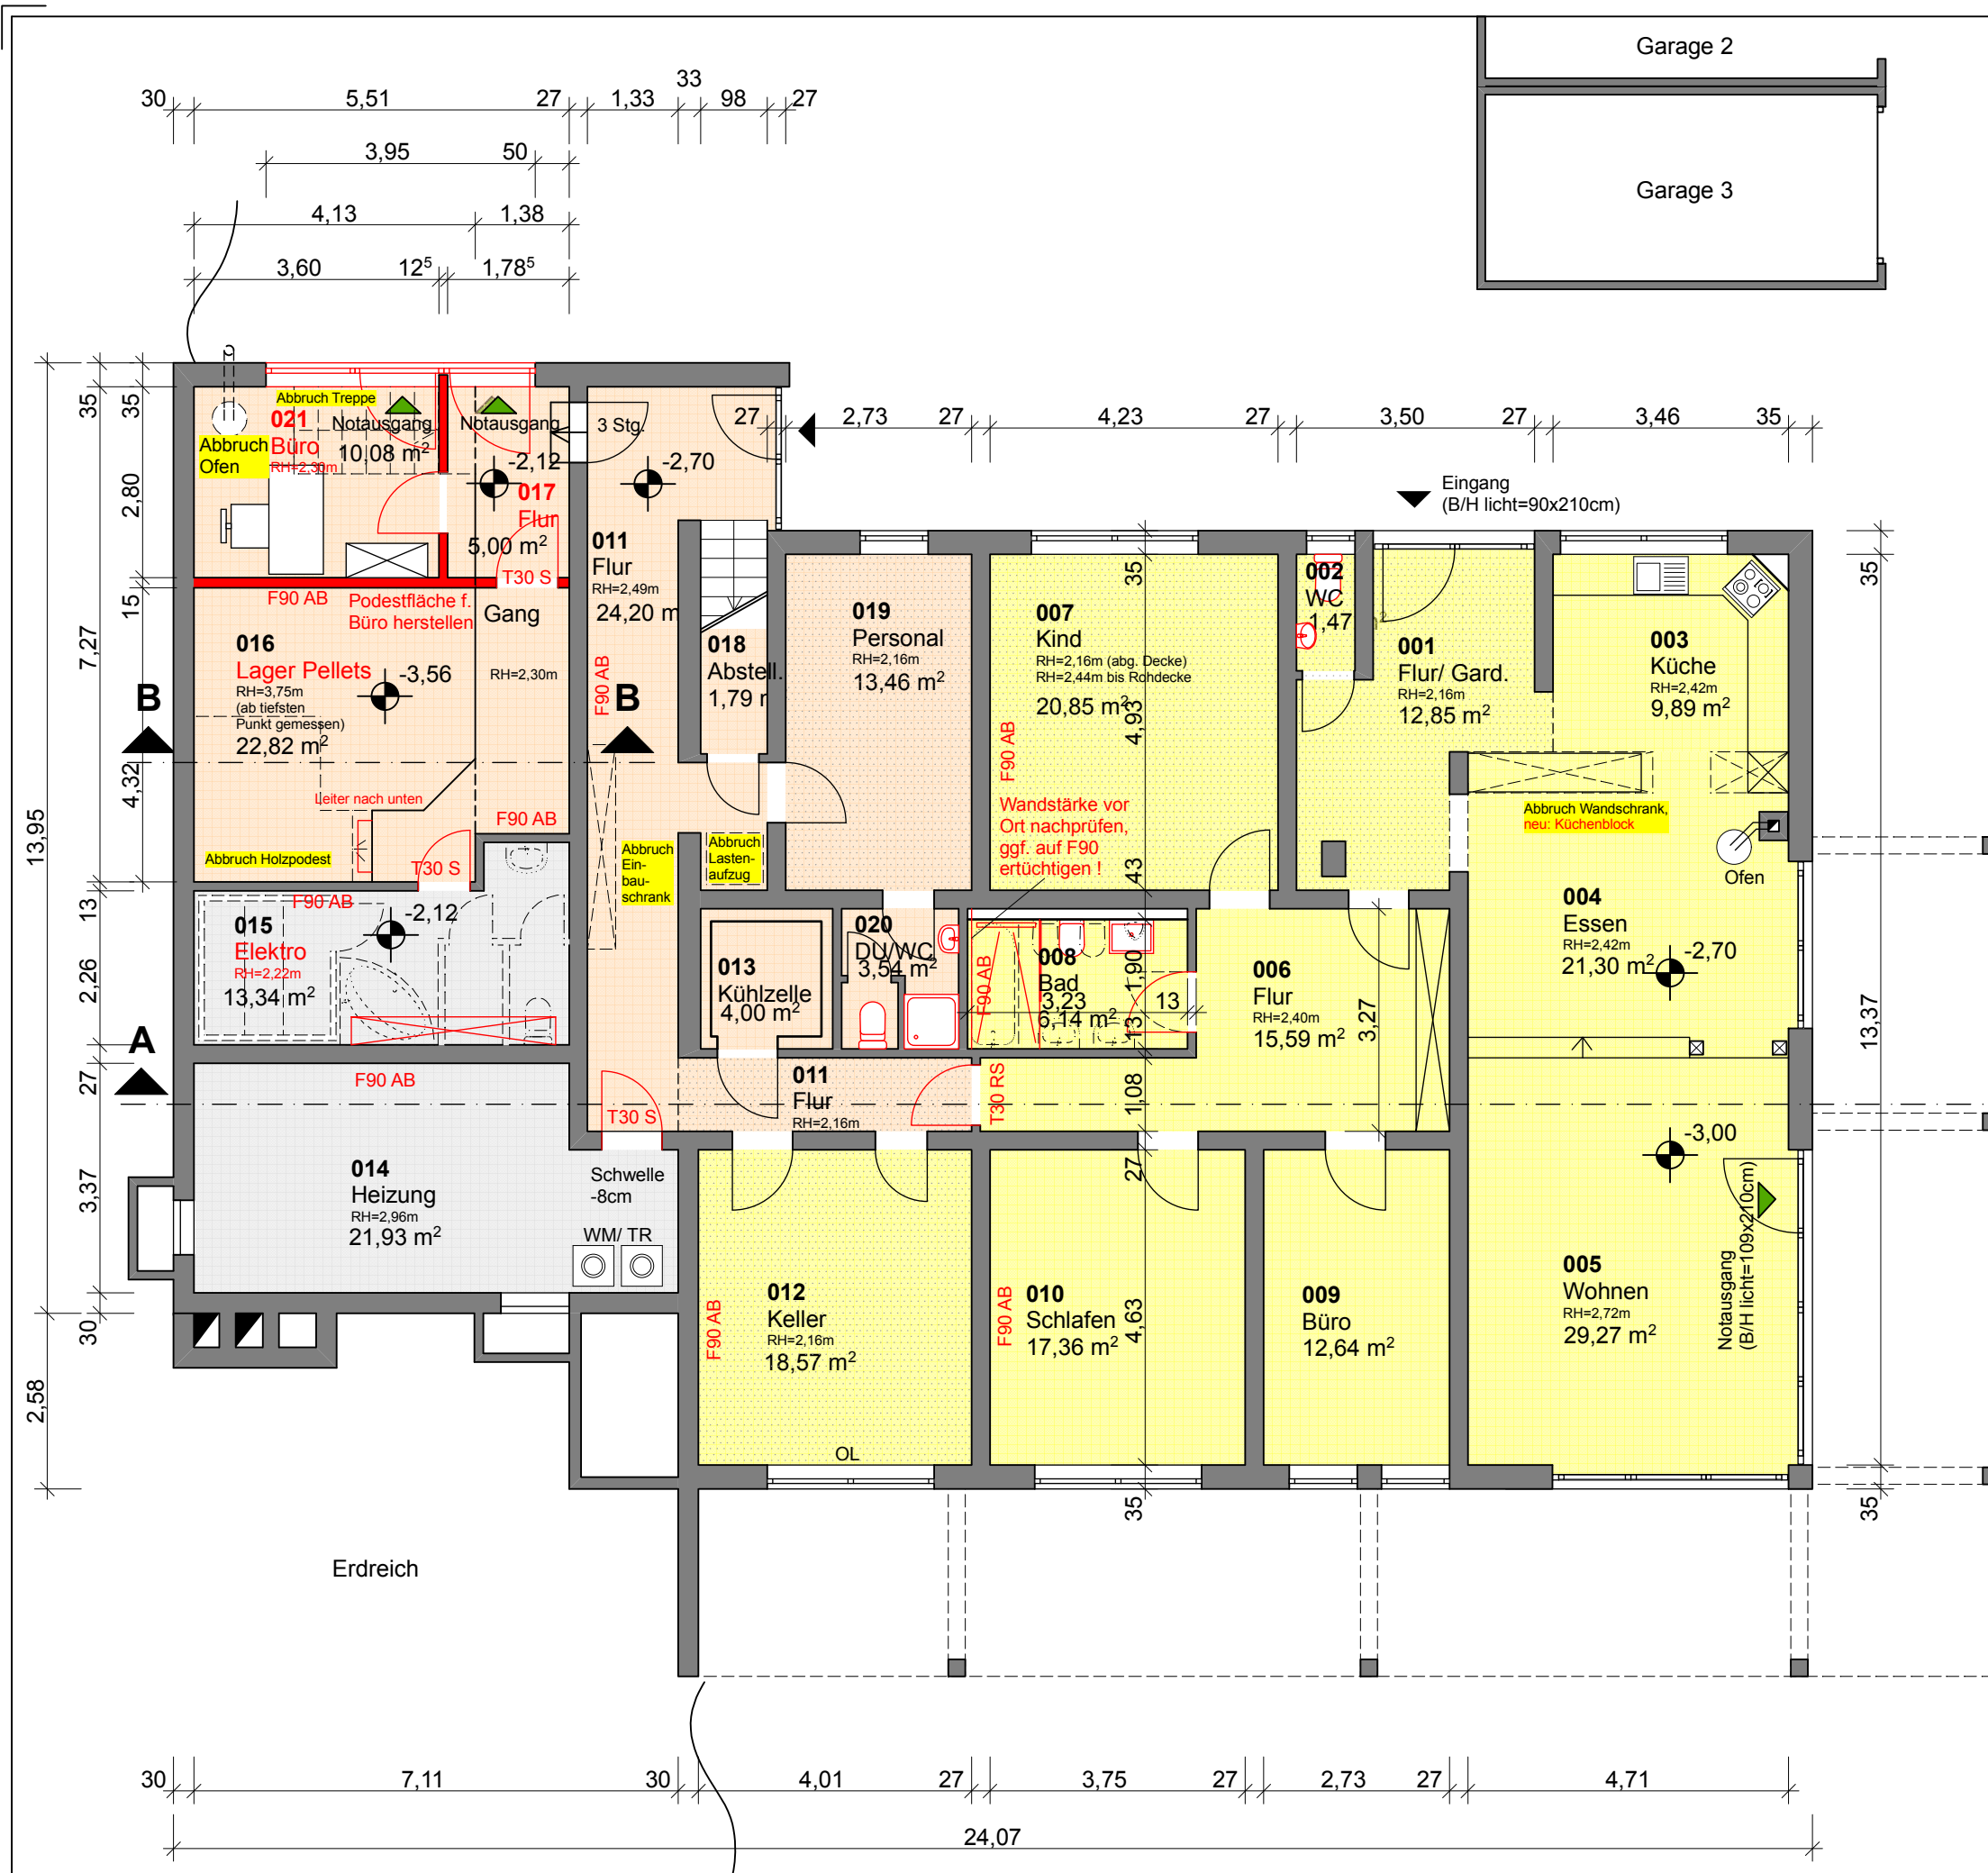 Garage 2
Garage 3
33
30 5,51 27 1,33 98 27
3,95 50
4,13 1,38
3,60 12⁵ 1,78⁵
27 2,73 27 4,23 27 3,50 27 3,46 35
Eingang
(B/H licht=90x210cm)
Abbruch Treppe
021
Büro
RH=2,30m
10,08 m²
Notausgang
Notausgang
Abbruch
Ofen
-2,12
017
Flur
5,00 m²
T30 S
3 Stg.
-2,70
011
Flur
RH=2,49m
24,20 m
F90 AB
F90 AB
Podestfläche f.
Büro herstellen
Gang
RH=2,30m
016
Lager Pellets
RH=3,75m
(ab tiefsten
Punkt gemessen)
22,82 m²
-3,56
Leiter nach unten
Abbruch Holzpodest
F90 AB
T30 S
B
B
A
018
Abstell.
1,79
Abbruch
Ein-
bau-
schrank
Abbruch
Lasten-
aufzug
019
Personal
RH=2,16m
13,46 m²
007
Kind
RH=2,16m (abg. Decke)
RH=2,44m bis Rohdecke
20,85 m²
F90 AB
Wandstärke vor
Ort nachprüfen,
ggf. auf F90
ertüchtigen !
002
WC
1,47 m²
001
Flur/ Gard.
RH=2,16m
12,85 m²
003
Küche
RH=2,42m
9,89 m²
Abbruch Wandschrank,
neu: Küchenblock
Ofen
004
Essen
RH=2,42m
21,30 m²
-2,70
F90 AB
015
Elektro
RH=2,22m
13,34 m²
-2,12
013
Kühlzelle
4,00 m²
020
DU/WC
3,54 m²
F90 AB
008
Bad
3,23
6,14 m²
13
006
Flur
RH=2,40m
15,59 m²
3,27
F90 AB
T30 S
011
Flur
RH=2,16m
T30 RS
-3,00
014
Heizung
RH=2,96m
21,93 m²
Schwelle
-8cm
WM/ TR
F90 AB
012
Keller
RH=2,16m
18,57 m²
OL
F90 AB
010
Schlafen
17,36 m²
009
Büro
12,64 m²
005
Wohnen
RH=2,72m
29,27 m²
Notausgang
(B/H licht=109x210cm)
Erdreich
13,95
2,58
35
7,27
13
2,26
27
3,37
30
35
2,80
15
4,32
35
4,93
43
1,90
13
1,08
27
4,63
35
35
13,37
35
30 7,11 30 4,01 27 3,75 27 2,73 27 4,71
24,07